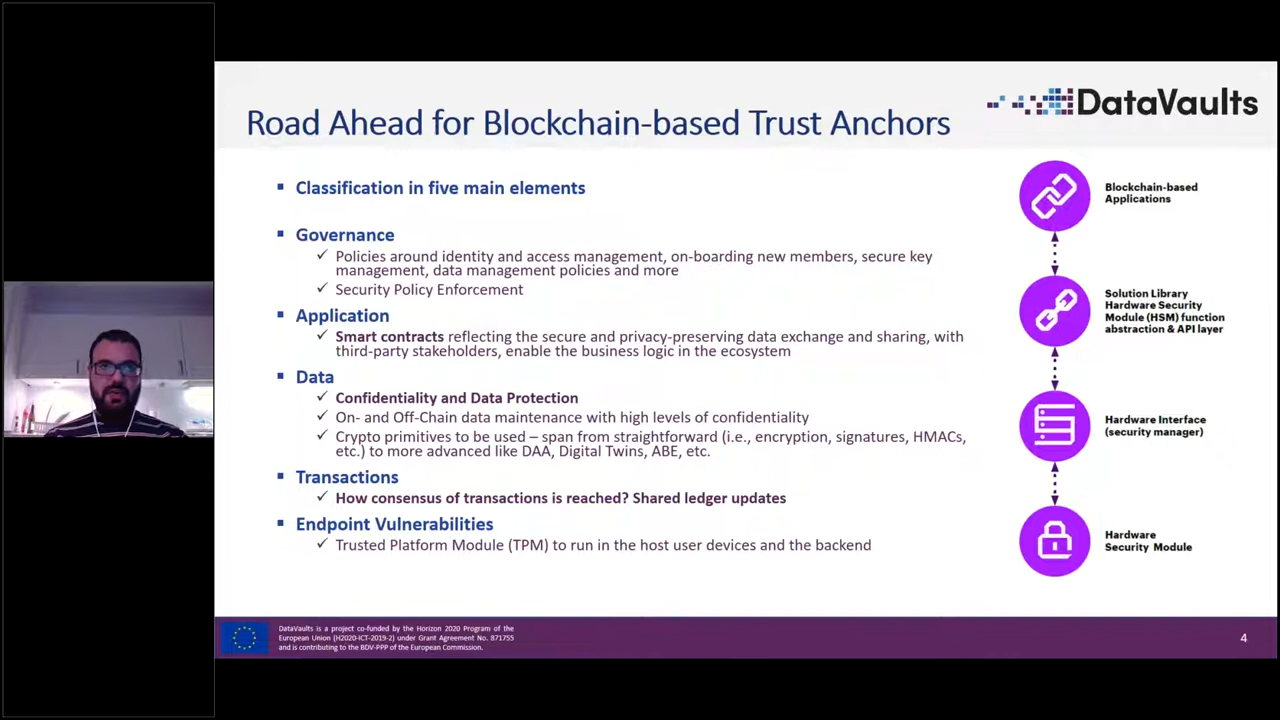 DataVaults
Road Ahead for Blockchain-based Trust Anchors
Classification in five main elements
Governance
Policies around identity and access management, on-boarding new members, secure key
management, data management policies and more
Security Policy Enforcement
Application
Smart contracts reflecting the secure and privacy-preserving data exchange and sharing, with
third-party stakeholders, enable the business logic in the ecosystem
Data
Confidentiality and Data Protection
On- and Off-Chain data maintenance with high levels of confidentiality
Crypto primitives to be used – span from straightforward (i.e., encryption, signatures, HMACs,
etc.) to more advanced like DAA, Digital Twins, ABE, etc.
Transactions
How consensus of transactions is reached? Shared ledger updates
Endpoint Vulnerabilities
Trusted Platform Module (TPM) to run in the host user devices and the backend
Blockchain-based
Applications
Solution Library
Hardware Security
Module (HSM) function
abstraction & API layer
Hardware Interface
(security manager)
Hardware
Security Module
DataVaults is a project co-funded by the Horizon 2020 Program of the
European Union (H2020-ICT-2019-2) under Grant Agreement No. 871755
and is contributing to the BDV-PPP of the European Commission.
4